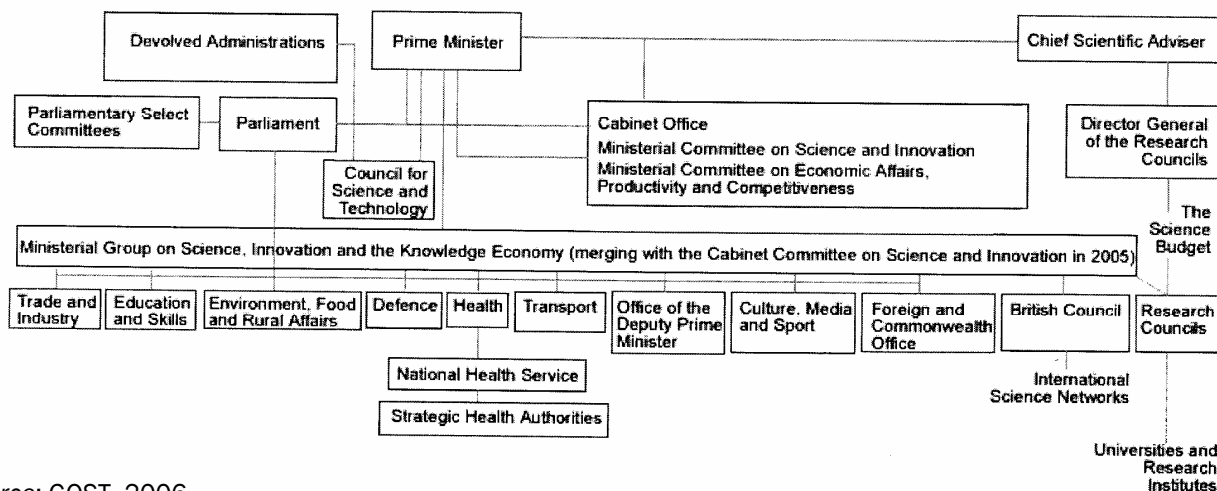 Devolved Administrations
Prime Minister
Chief Scientific Adviser
Parliamentary Select
Committees
Parliament
Cabinet Office
Ministerial Committee on Science and Innovation
Ministerial Committee on Economic Affairs,
Productivity and Competitiveness
Director General
of the Research
Councils
Council for
Science and
Technology
The
Science
Budget
Ministerial Group on Science, Innovation and the Knowledge Economy (merging with the Cabinet Committee on Science and Innovation in 2005)
Trade and
Industry
Education
and Skills
Environment, Food
and Rural Affairs
Defence
Health
Transport
Office of the
Deputy Prime
Minister
Culture, Media
and Sport
Foreign and
Commonwealth
Office
British Council
Research
Councils
National Health Service
Strategic Health Authorities
International
Science Networks
Universities and
Research
Institutes
COST, 2006